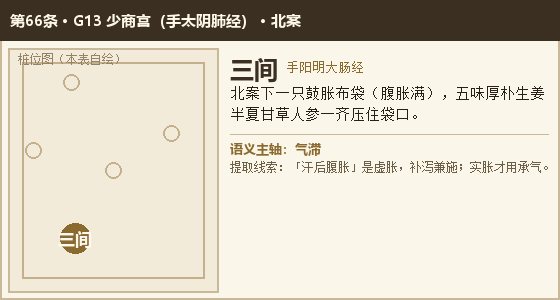 第66条・G13 少商宫（手太阴肺经）・北案
桩位图（本表自绘）
三间
三间 手阳明大肠经
北案下一只鼓胀布袋（腹胀满），五味厚朴生姜
半夏甘草人参一齐压住袋口。
语义主轴：气滞
提取线索：「汗后腹胀」是虚胀，补泻兼施；实胀才用承气。